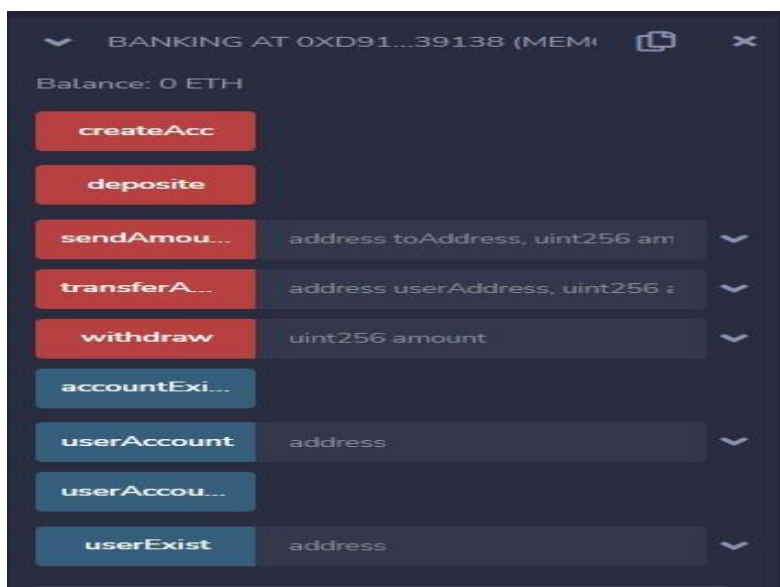 BANKING AT 0XD91...39138 (MEM
Balance: 0 ETH
createAcc
deposite
sendAmou... address toAddress, uint256 am
transferA... address userAddress, uint256 a
withdraw uint256 amount
accountExi...
userAccount address
userAccou...
userExist address